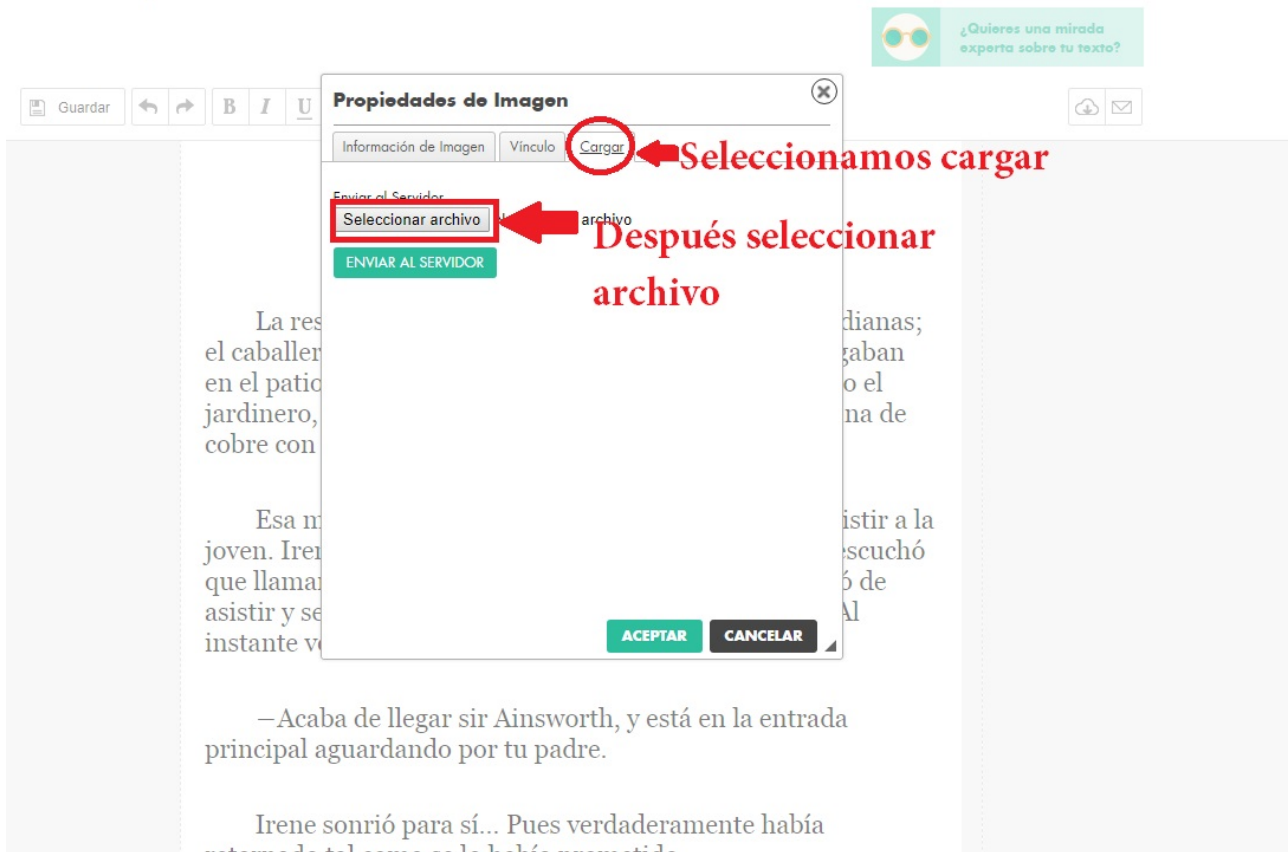 ¿Quieres una mirada
experta sobre tu texto?
Guardar B I U
Propiedades de Imagen
Información de Imagen Vínculo Cargar
Seleccionamos cargar
Enviar al Servidor
Seleccionar archivo archivo
Después seleccionar
archivo
ENVIAR AL SERVIDOR
La res dianas;
el caballer gaban
en el patio o el
jardinero, na de
cobre con
Esa m istir a la
joven. Iren escuchó
que llamar ó de
asistir y se Al
instante v
ACEPTAR CANCELAR
—Acaba de llegar sir Ainsworth, y está en la entrada
principal aguardando por tu padre.
Irene sonrió para sí... Pues verdaderamente había